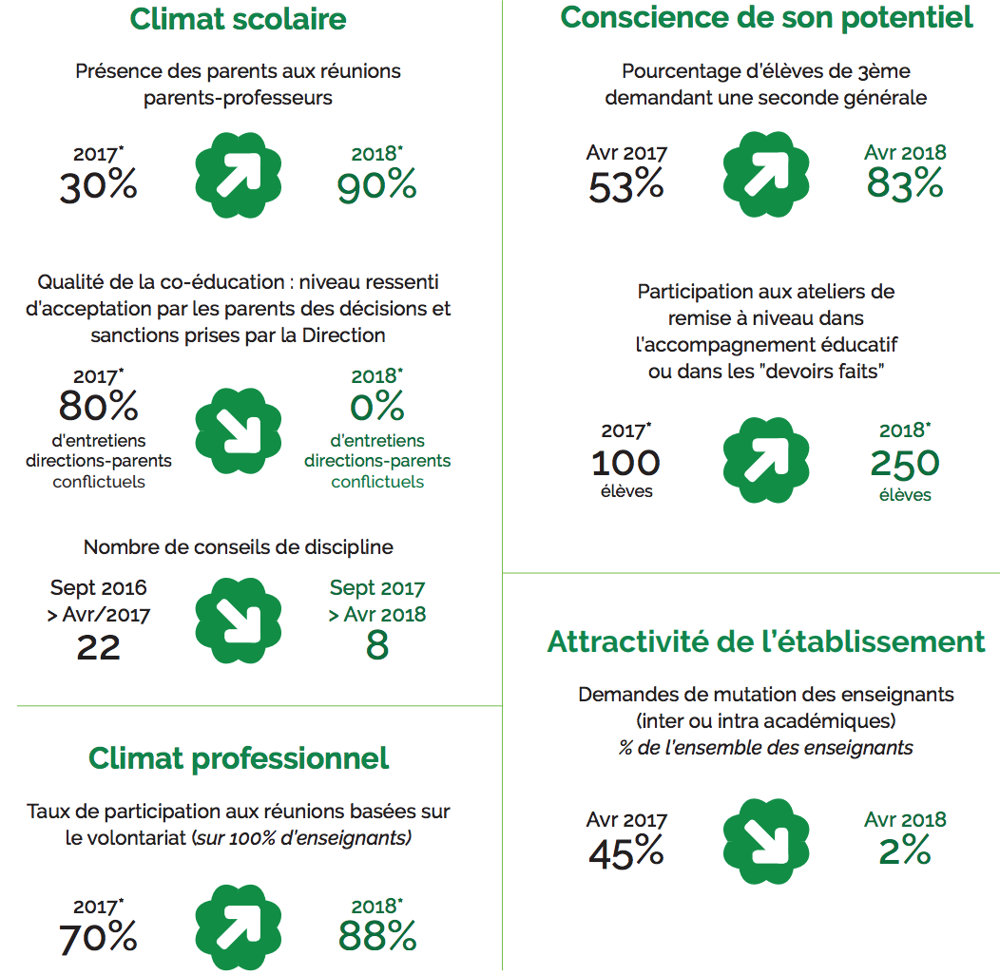 Climat scolaire
Présence des parents aux réunions
parents-professeurs
2017*
30%
2018*
90%
Qualité de la co-éducation : niveau ressenti
d'acceptation par les parents des décisions et
sanctions prises par la Direction
2017*
80%
d'entretiens
directions-parents
conflictuels
2018*
0%
d'entretiens
directions-parents
conflictuels
Nombre de conseils de discipline
Sept 2016
> Avr/2017
22
Sept 2017
> Avr 2018
8
Climat professionnel
Taux de participation aux réunions basées sur
le volontariat (sur 100% d'enseignants)
2017*
70%
2018*
88%
Conscience de son potentiel
Pourcentage d'élèves de 3ème
demandant une seconde générale
Avr 2017
53%
Avr 2018
83%
Participation aux ateliers de
remise à niveau dans
l'accompagnement éducatif
ou dans les "devoirs faits"
2017*
100
élèves
2018*
250
élèves
Attractivité de l'établissement
Demandes de mutation des enseignants
(inter ou intra académiques)
% de l'ensemble des enseignants
Avr 2017
45%
Avr 2018
2%